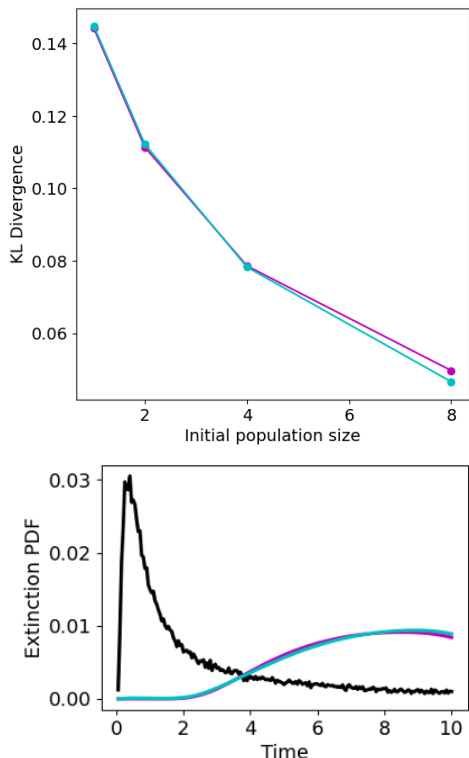 0.14
0.12
0.10
0.08
0.06
KL Divergence
2 4 6 8
Initial population size
0.03
0.02
0.01
0.00
Extinction PDF
0 2 4 6 8 10
Time